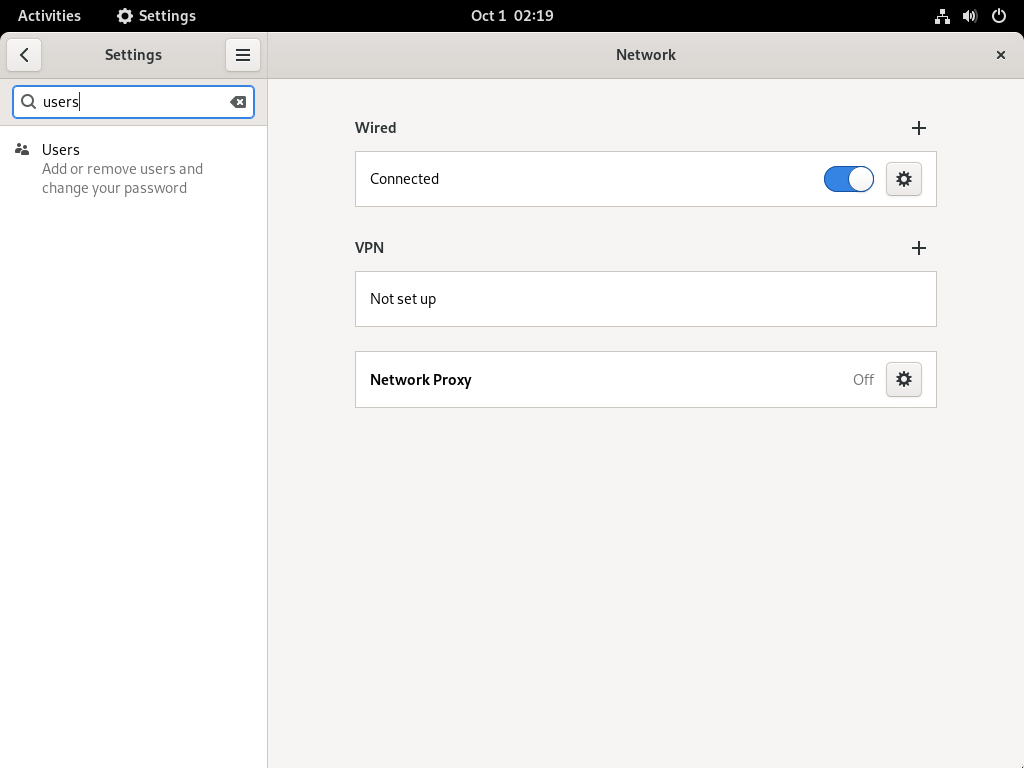 Activities
Settings
Oct 1 02:19
Settings
Network
users
Users
Add or remove users and
change your password
Wired
Connected
VPN
Not set up
Network Proxy
Off